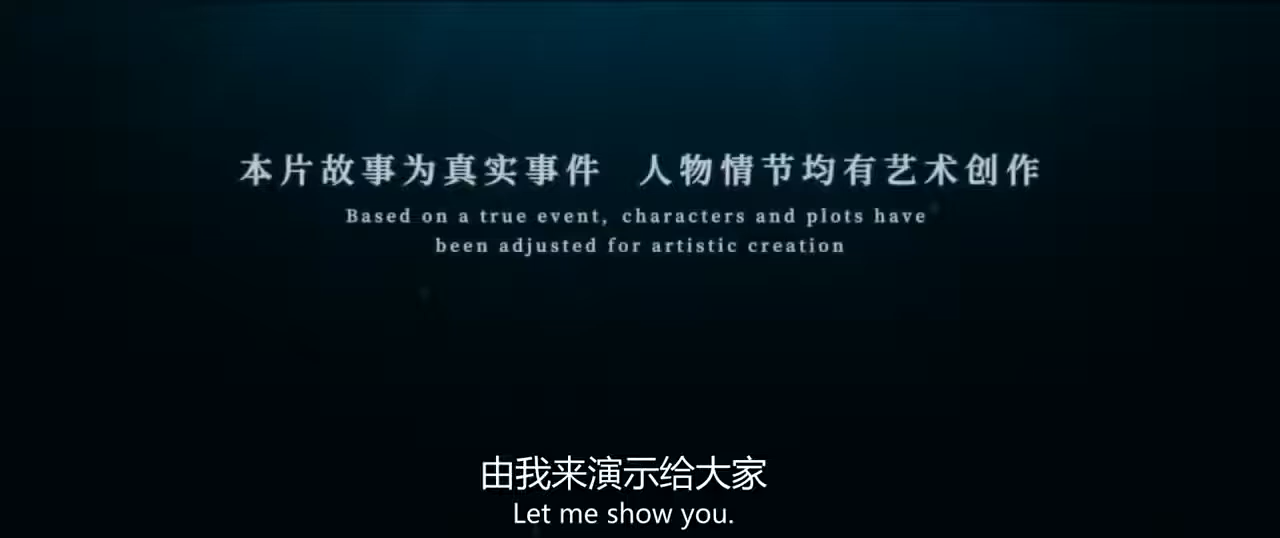 本片故事为真实事件 人物情节均有艺术创作
Based on a true event, characters and plots have
been adjusted for artistic creation
由我来演示给大家
Let me show you.